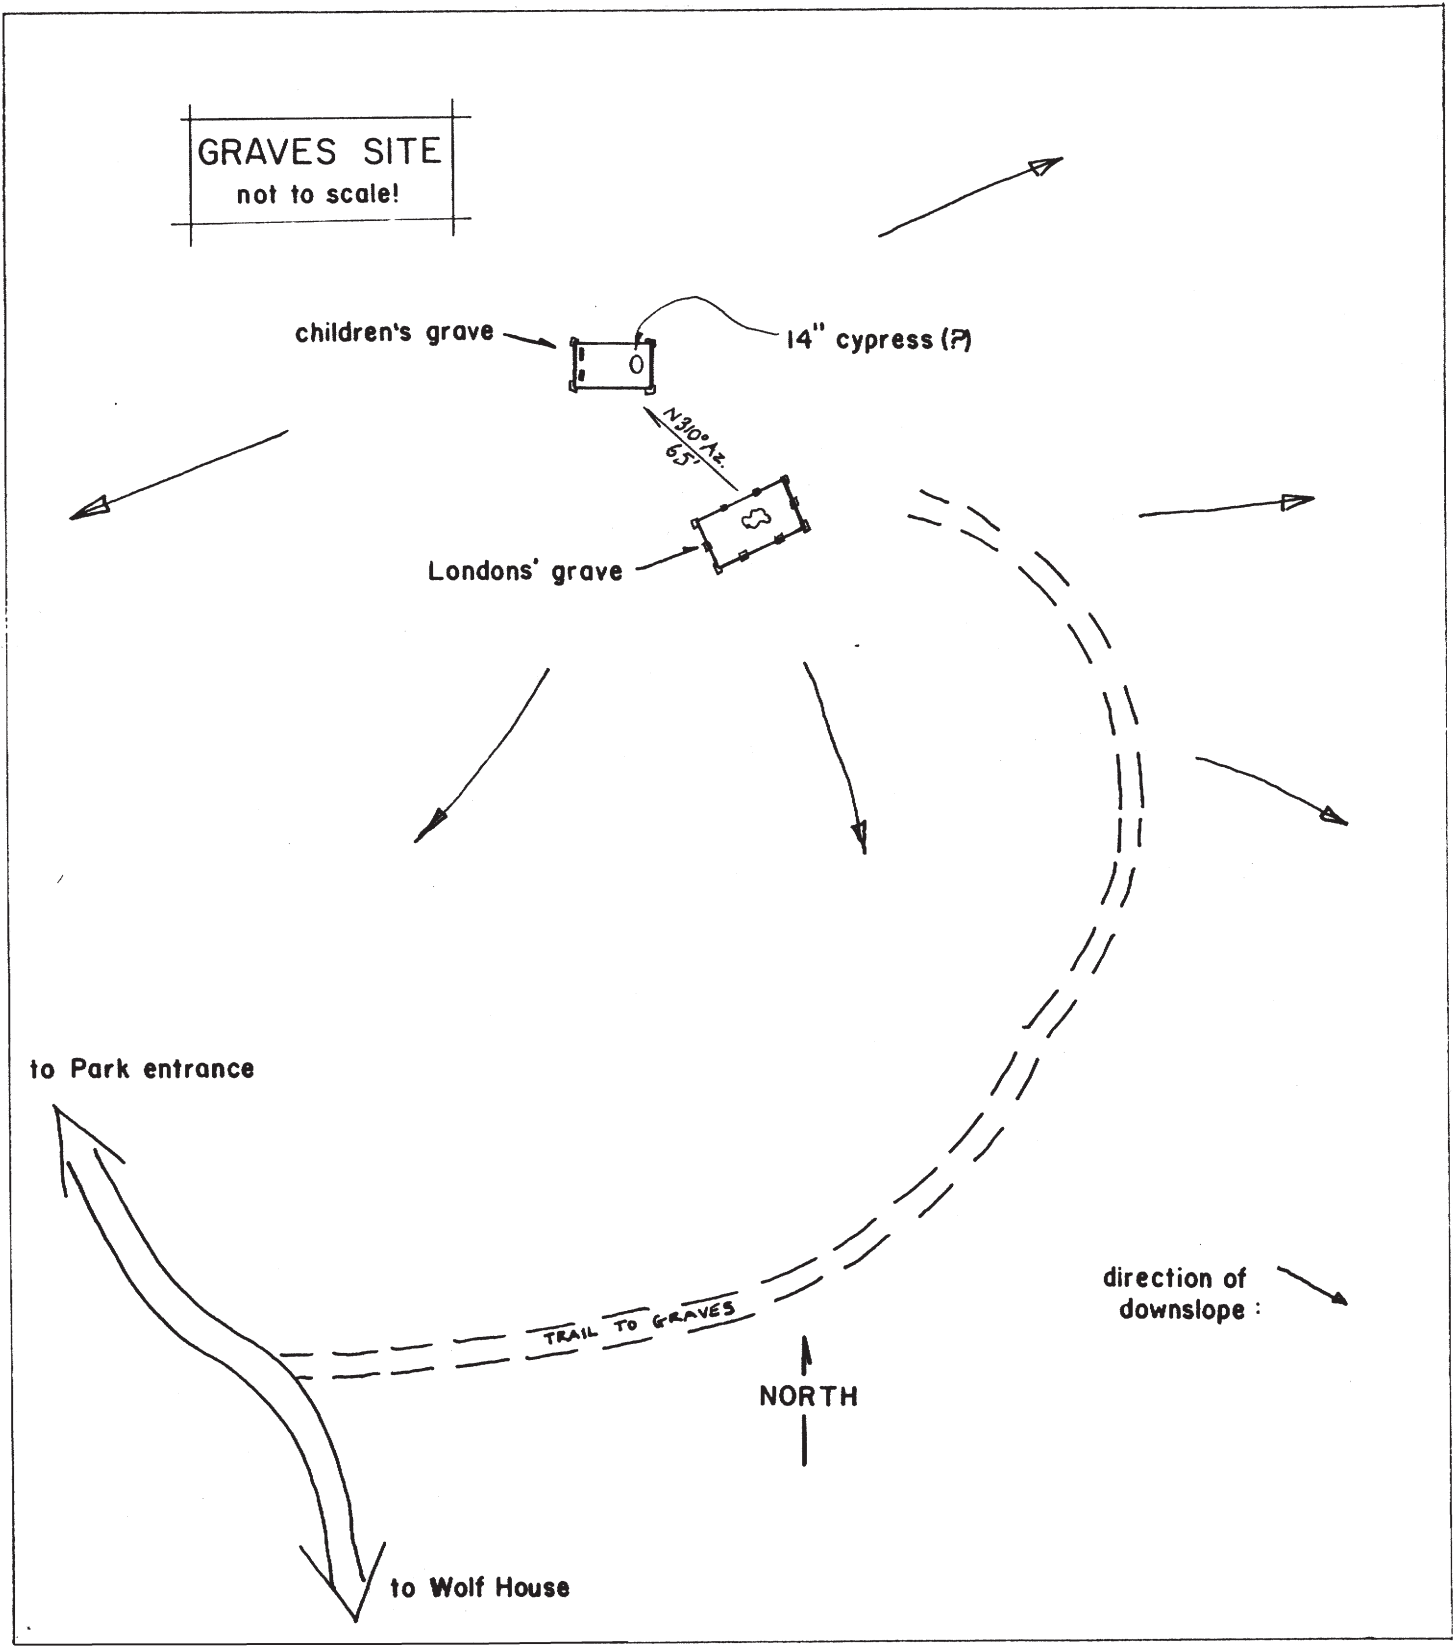 GRAVES SITE
not to scale!
children's grave
14" cypress (?)
N310° Az.
65'
Londons' grave
to Park entrance
direction of
downslope :
TRAIL TO GRAVES
NORTH
to Wolf House